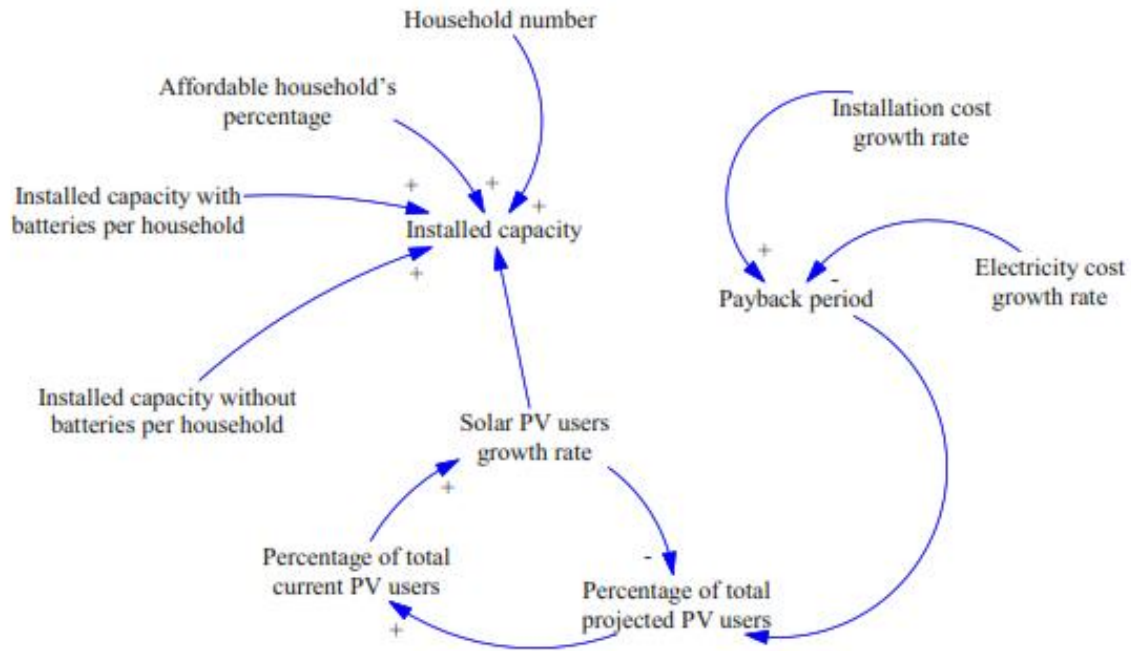 Household number
Affordable household's
percentage
Installation cost
growth rate
+
+
+
Installed capacity with
batteries per household
Installed capacity
+
+
-
Electricity cost
growth rate
Payback period
Installed capacity without
batteries per household
Solar PV users
growth rate
+
-
Percentage of total
current PV users
Percentage of total
projected PV users
+